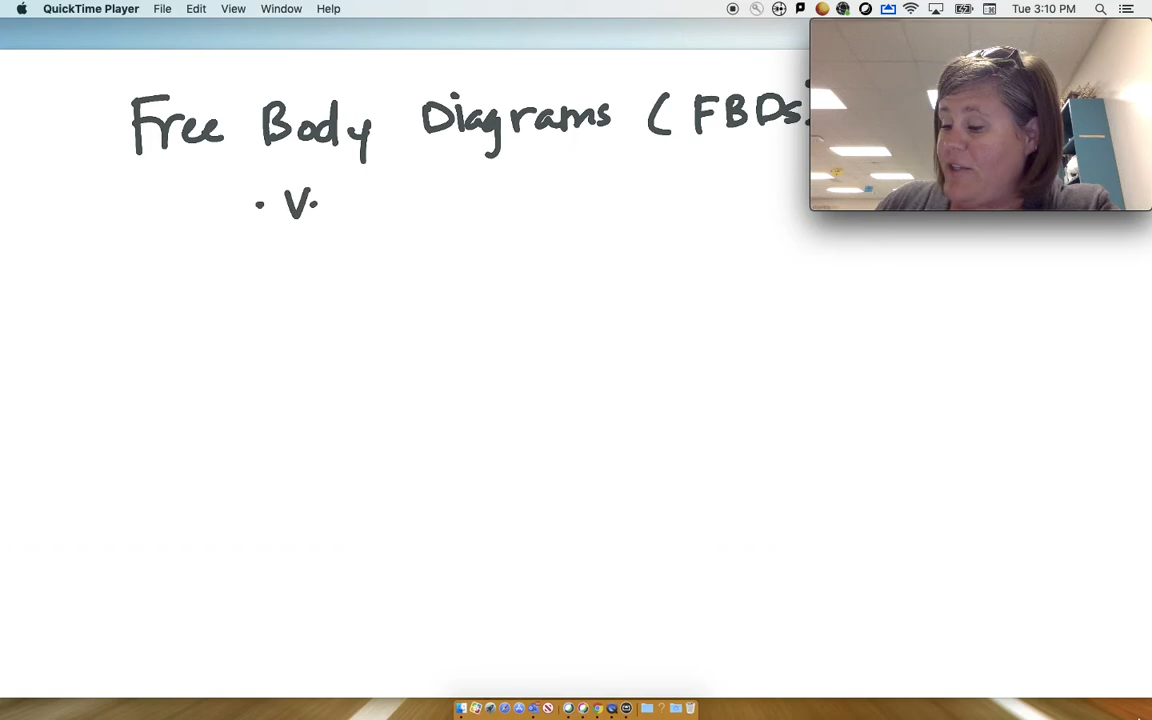 QuickTime Player File Edit View Window Help Tue 3:10 PM
Free Body Diagrams (FBDs)
· V